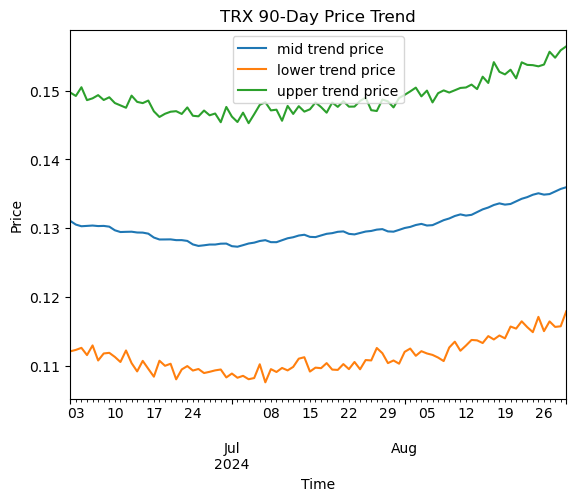 TRX 90-Day Price Trend
mid trend price
lower trend price
upper trend price
Price
0.15
0.14
0.13
0.12
0.11
03 10 17 24 08 15 22 29 05 12 19 26
Jul Aug
2024
Time